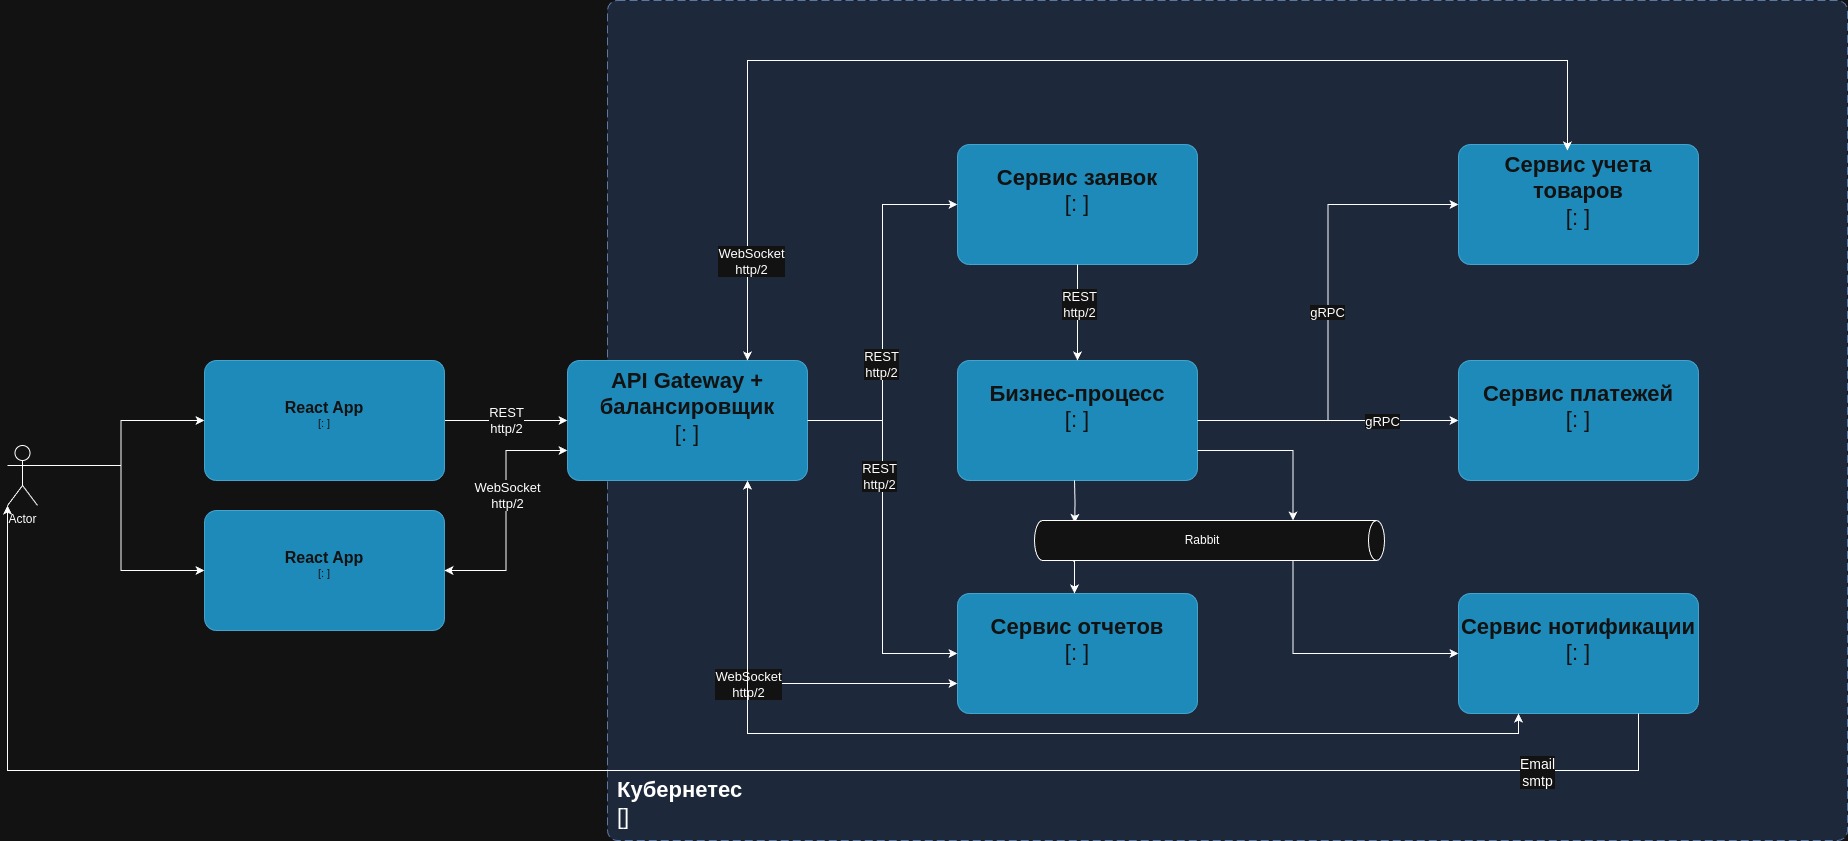 WebSocket
http/2
Сервис заявок
[: ]
Сервис учета
товаров
[: ]
REST
http/2
gRPC
REST
http/2
React App
[: ]
REST
http/2
API Gateway +
балансировщик
[: ]
Бизнес-процесс
[: ]
gRPC
Сервис платежей
[: ]
Actor
WebSocket
http/2
REST
http/2
React App
[: ]
Rabbit
Сервис отчетов
[: ]
Сервис нотификации
[: ]
WebSocket
http/2
Email
smtp
Кубернетес
[]